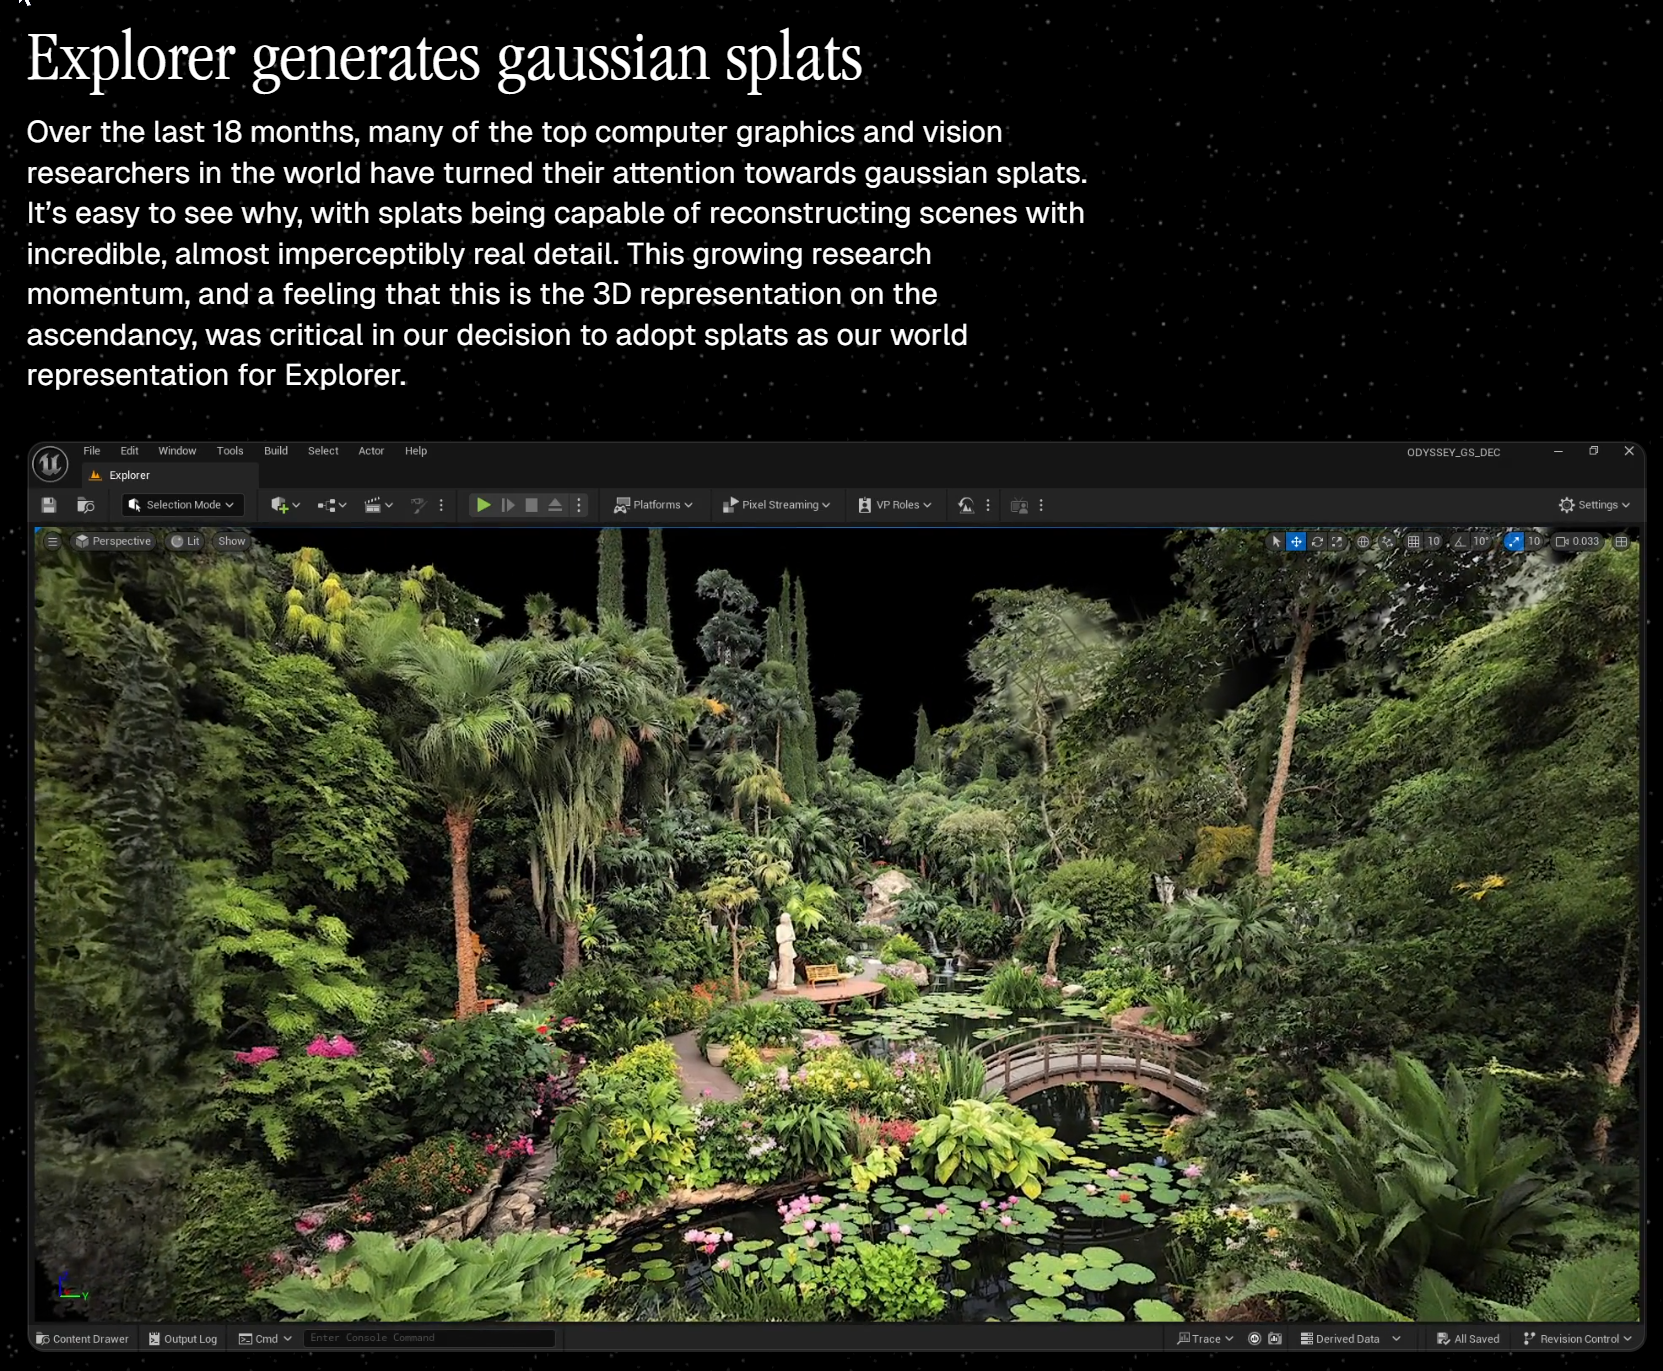 Explorer generates gaussian splats
Over the last 18 months, many of the top computer graphics and vision
researchers in the world have turned their attention towards gaussian splats.
It's easy to see why, with splats being capable of reconstructing scenes with
incredible, almost imperceptibly real detail. This growing research
momentum, and a feeling that this is the 3D representation on the
ascendancy, was critical in our decision to adopt splats as our world
representation for Explorer.
File Edit Window Tools Build Select Actor Help ODYSSEY_GS_DEC
Explorer
Selection Mode Platforms Pixel Streaming VP Roles Settings
Perspective Lit Show 10 10° 10 0.033
Y
Content Drawer Output Log Cmd Enter Console Command Trace Derived Data All Saved Revision Control